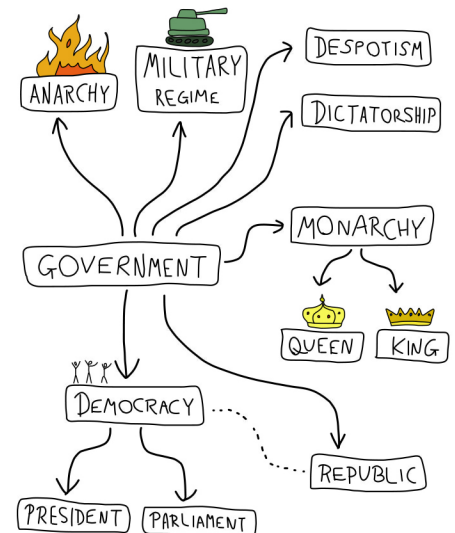 ANARCHY
MILITARY
REGIME
DESPOTISM
DICTATORSHIP
MONARCHY
GOVERNMENT
QUEEN
KING
DEMOCRACY
REPUBLIC
PRESIDENT
PARLIAMENT